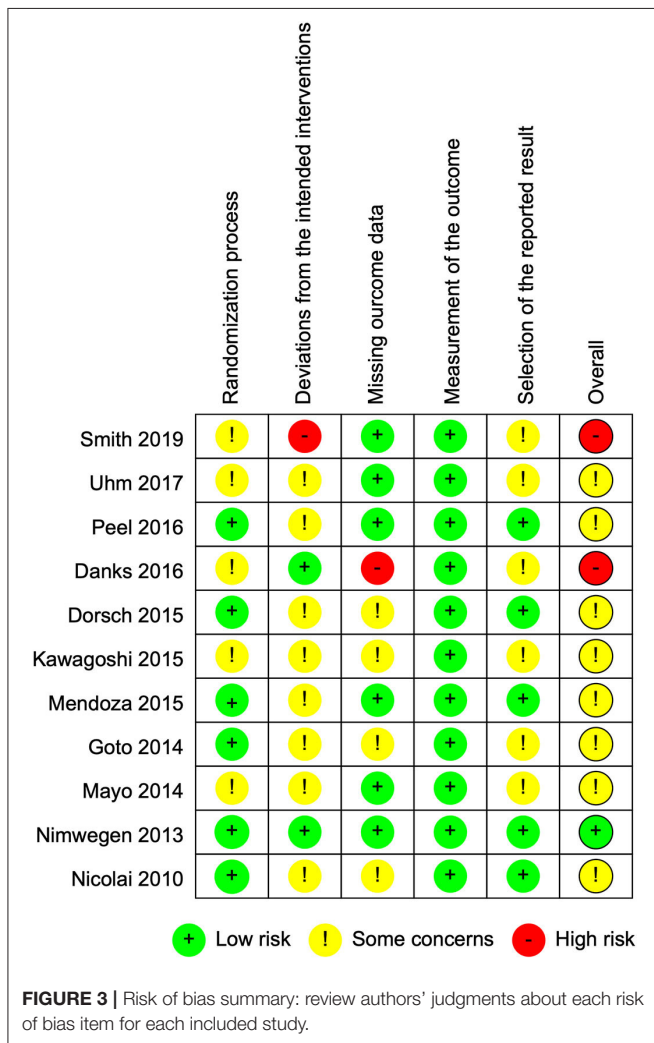 Randomization process
Deviations from the intended interventions
Missing ourcome data
Measurement of the outcome
Selection of the reported result
Overall
Smith 2019 ! - + + ! -
Uhm 2017 ! ! + + ! !
Peel 2016 + ! + + + !
Danks 2016 ! + - + ! -
Dorsch 2015 + ! ! + + !
Kawagoshi 2015 ! ! ! + ! !
Mendoza 2015 + ! + + + !
Goto 2014 + ! ! + ! !
Mayo 2014 ! ! + + ! !
Nimwegen 2013 + + + + + +
Nicolai 2010 + ! ! + + !
+ Low risk ! Some concerns - High risk
FIGURE 3 | Risk of bias summary: review authors’ judgments about each risk
of bias item for each included study.